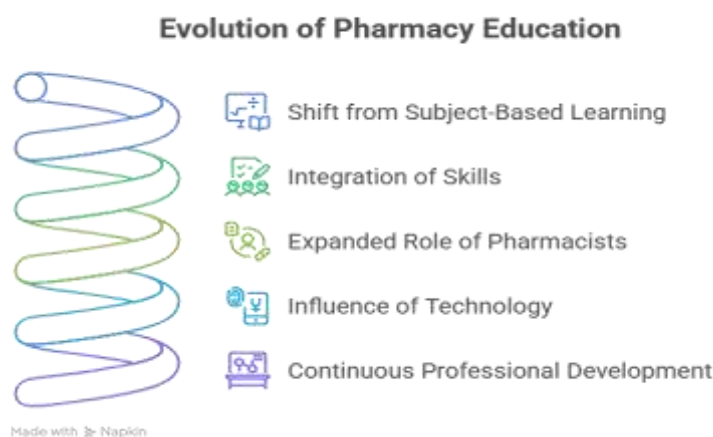 Evolution of Pharmacy Education
Shift from Subject-Based Learning
Integration of Skills
Expanded Role of Pharmacists
Influence of Technology
Continuous Professional Development
Made with Napkin